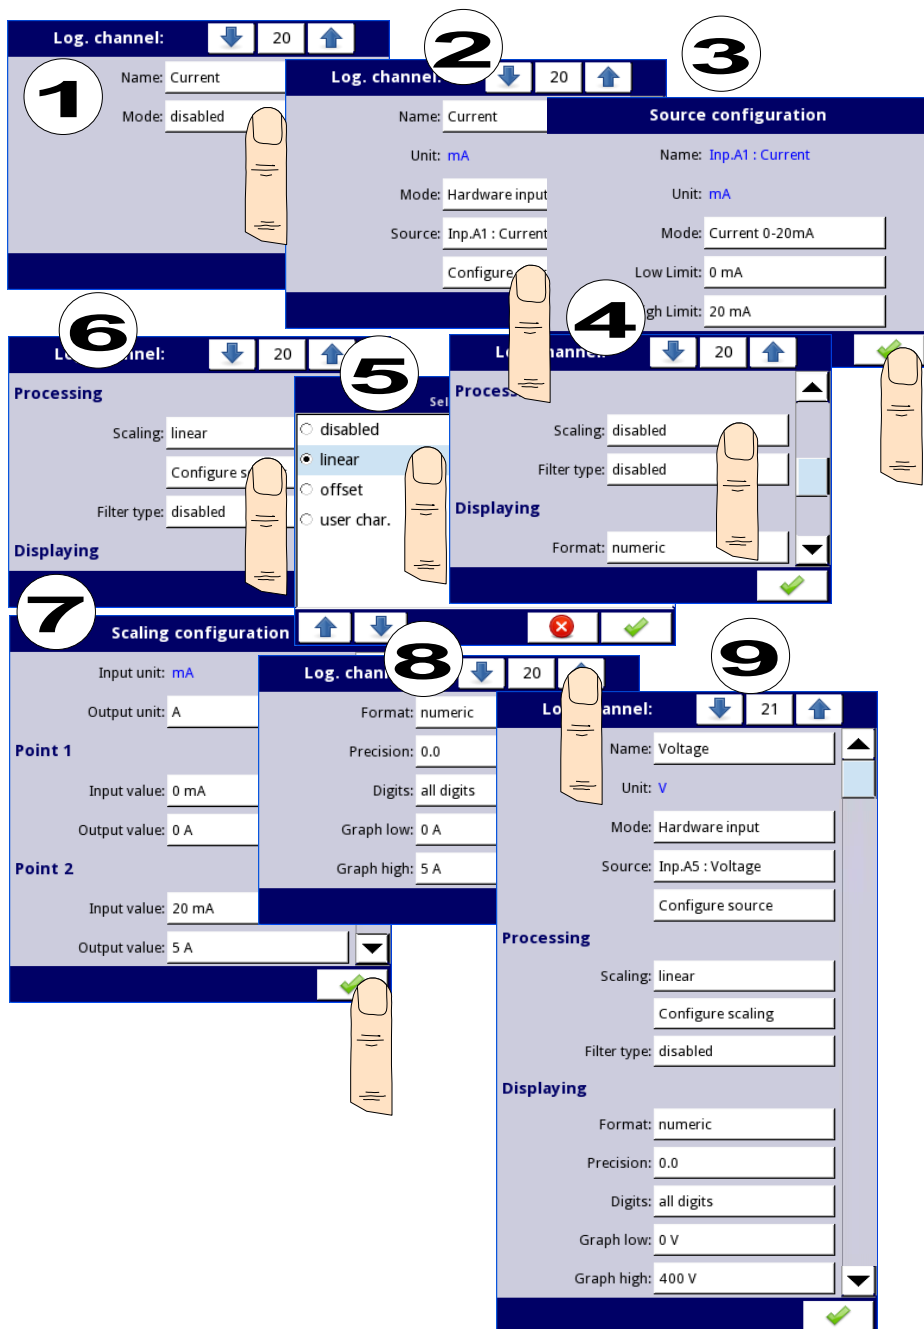 1
Log. channel:
20
Name: Current
Mode: disabled
2
Log. channel:
20
Name: Current
Unit: mA
Mode: Hardware input
Source: Inp.A1 : Current
Configure
3
Source configuration
Name: Inp.A1 : Current
Unit: mA
Mode: Current 0-20mA
Low Limit: 0 mA
gh Limit: 20 mA
4
L
hannel:
20
Process
Scaling: disabled
Filter type: disabled
Displaying
Format: numeric
5
Sel
disabled
linear
offset
user char.
6
L
nnel:
20
Processing
Scaling: linear
Configure s
Filter type: disabled
Displaying
7
Scaling configuration
Input unit: mA
Output unit: A
Point 1
Input value: 0 mA
Output value: 0 A
Point 2
Input value: 20 mA
Output value: 5 A
8
Log. chan
20
Format: numeric
Precision: 0.0
Digits: all digits
Graph low: 0 A
Graph high: 5 A
9
Lo
annel:
21
Name: Voltage
Unit: V
Mode: Hardware input
Source: Inp.A5 : Voltage
Configure source
Processing
Scaling: linear
Configure scaling
Filter type: disabled
Displaying
Format: numeric
Precision: 0.0
Digits: all digits
Graph low: 0 V
Graph high: 400 V